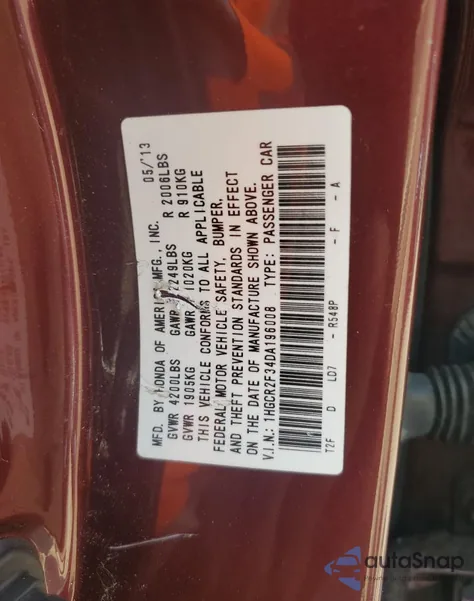 MFD. BY HONDA OF AMERICA MFG., INC. 05/'13
GVWR 4200LBS GAWR F 2249LBS R 2006LBS
GVWR 1905KG GAWR F 1020KG R 910KG
THIS VEHICLE CONFORMS TO ALL APPLICABLE
FEDERAL MOTOR VEHICLE SAFETY, BUMPER,
AND THEFT PREVENTION STANDARDS IN EFFECT
ON THE DATE OF MANUFACTURE SHOWN ABOVE.
V.I.N.: 1HGCR2F34DA196008 TYPE: PASSENGER CAR
T2F D LD7 - R548P - F - A
autoSnap